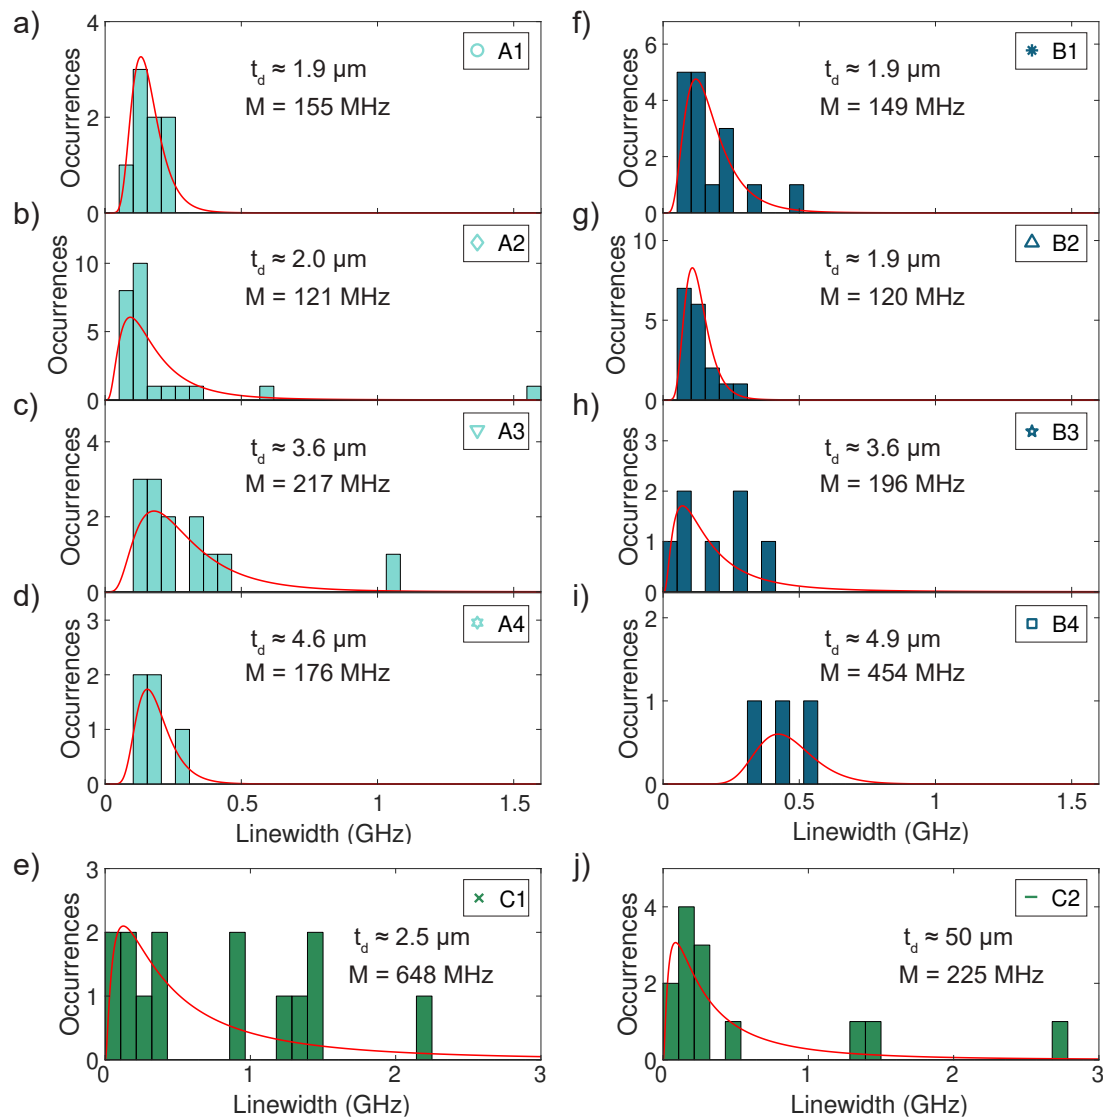 a)
4
2
0
Occurrences
A1
t_d ≈ 1.9 µm
M = 155 MHz
b)
10
5
0
Occurrences
A2
t_d ≈ 2.0 µm
M = 121 MHz
c)
4
2
0
Occurrences
A3
t_d ≈ 3.6 µm
M = 217 MHz
d)
3
2
1
0
Occurrences
A4
t_d ≈ 4.6 µm
M = 176 MHz
0 0.5 1 1.5
Linewidth (GHz)
e)
3
2
1
0
Occurrences
C1
t_d ≈ 2.5 µm
M = 648 MHz
0 1 2 3
Linewidth (GHz)
f)
6
4
2
0
Occurrences
B1
t_d ≈ 1.9 µm
M = 149 MHz
g)
10
5
0
Occurrences
B2
t_d ≈ 1.9 µm
M = 120 MHz
h)
3
2
1
0
Occurrences
B3
t_d ≈ 3.6 µm
M = 196 MHz
i)
2
1
0
Occurrences
B4
t_d ≈ 4.9 µm
M = 454 MHz
0 0.5 1 1.5
Linewidth (GHz)
j)
4
2
0
Occurrences
C2
t_d ≈ 50 µm
M = 225 MHz
0 1 2 3
Linewidth (GHz)